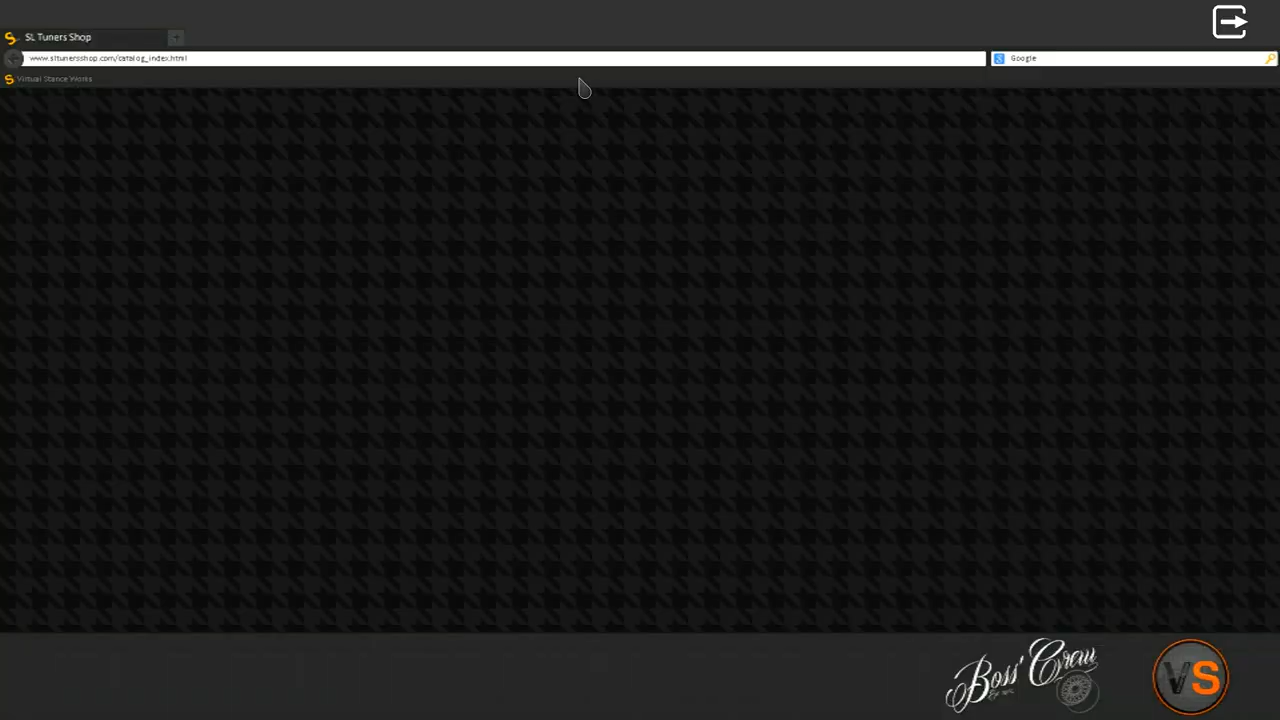 SL Tuners Shop
www.sltunersshop.com/catalog_index.html
Google
Virtual Stance Works
Boss' Crew
VS